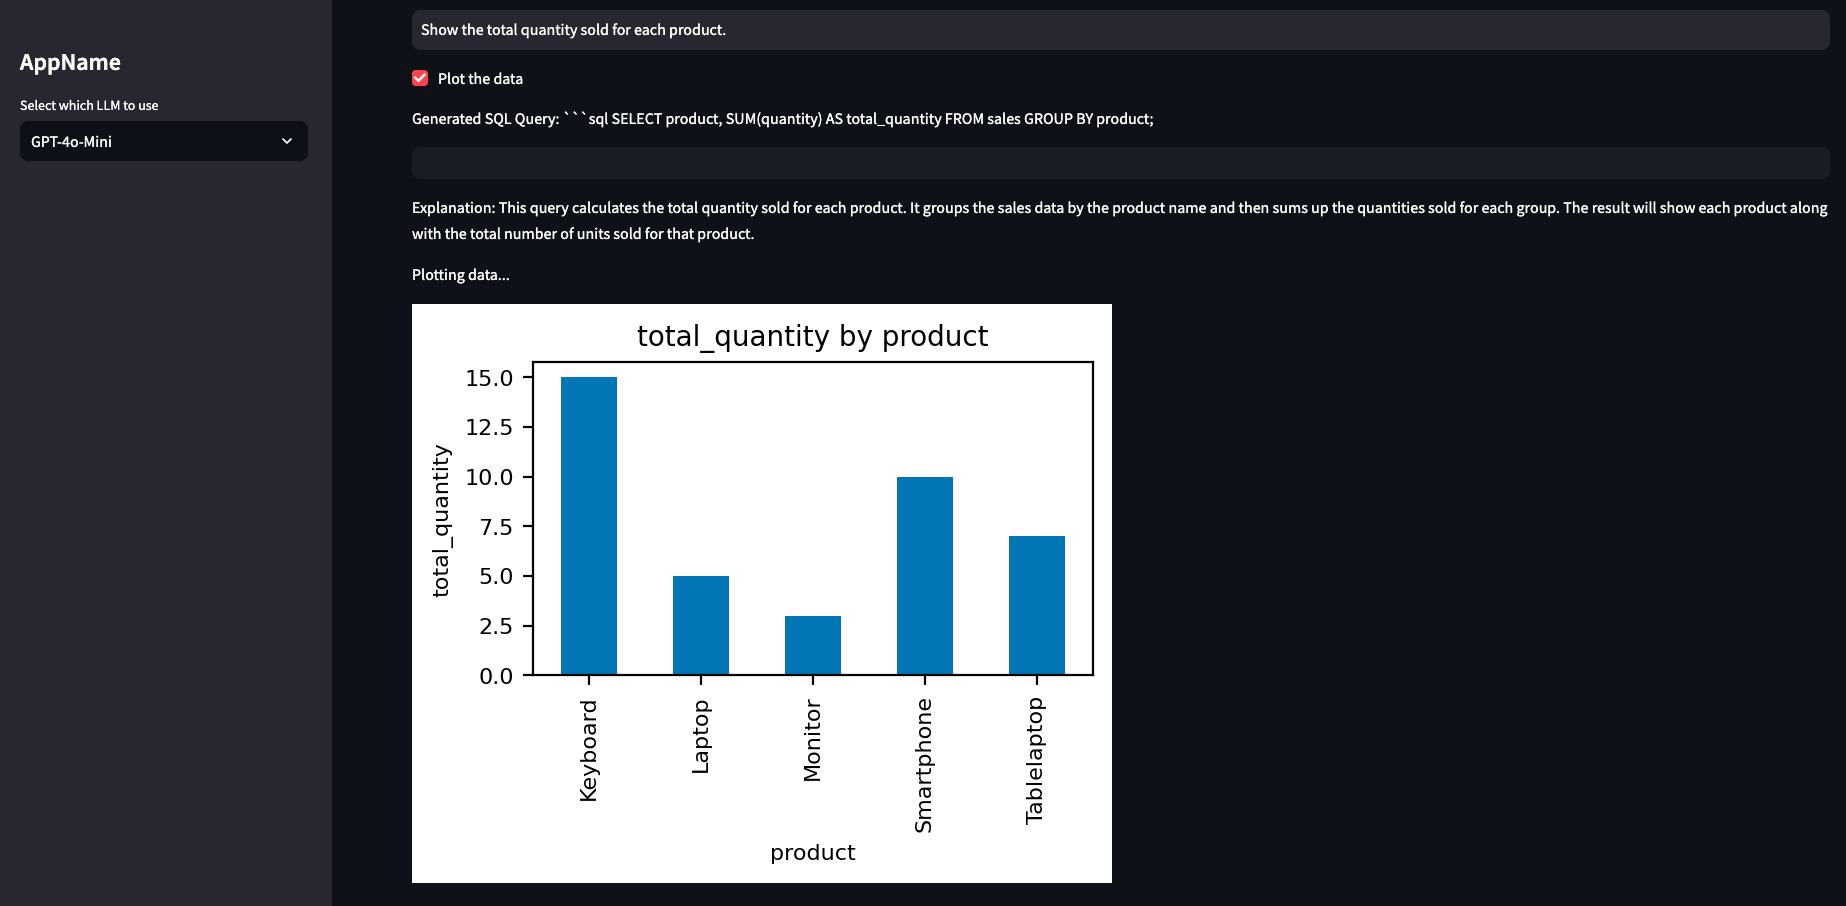 AppName
Select which LLM to use
GPT-4o-Mini
Show the total quantity sold for each product.
Plot the data
Generated SQL Query: ```sql SELECT product, SUM(quantity) AS total_quantity FROM sales GROUP BY product;
Explanation: This query calculates the total quantity sold for each product. It groups the sales data by the product name and then sums up the quantities sold for each group. The result will show each product along
with the total number of units sold for that product.
Plotting data...
total_quantity by product
total_quantity
15.0
12.5
10.0
7.5
5.0
2.5
0.0
Keyboard
Laptop
Monitor
Smartphone
Tablelaptop
product